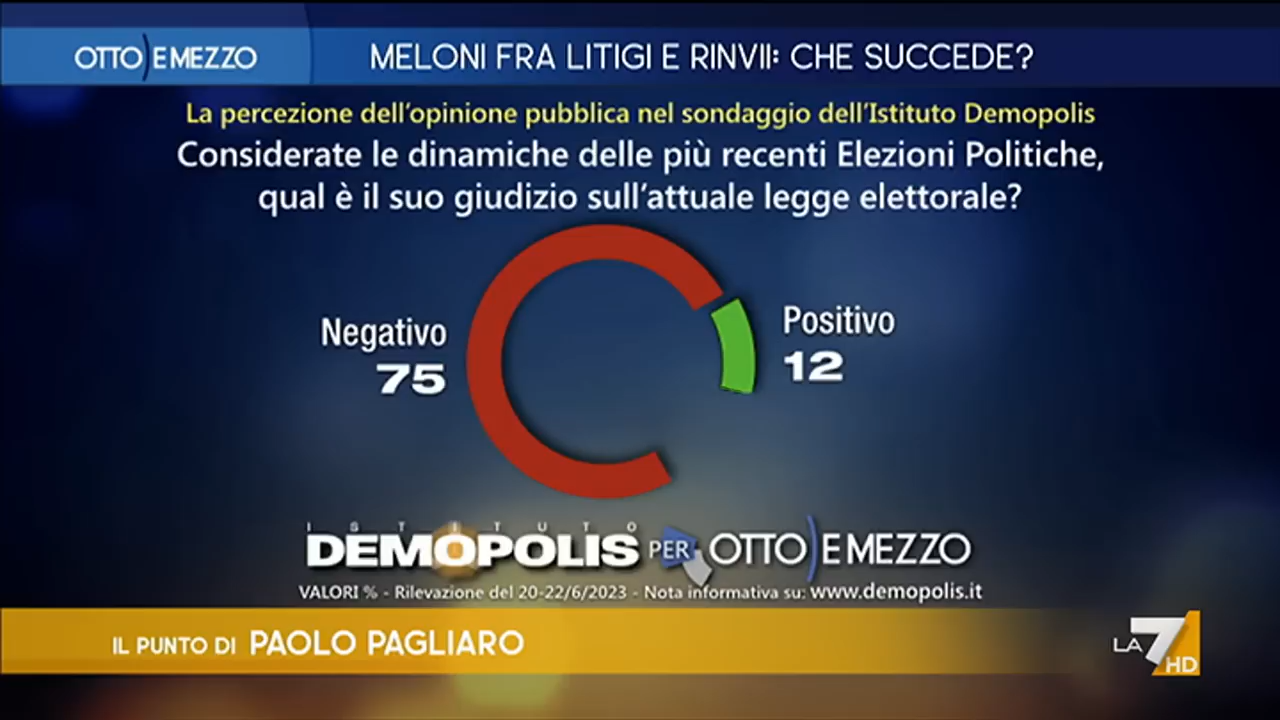 OTTO E MEZZO
MELONI FRA LITIGI E RINVII: CHE SUCCEDE?
La percezione dell'opinione pubblica nel sondaggio dell'Istituto Demopolis
Considerate le dinamiche delle più recenti Elezioni Politiche,
qual è il suo giudizio sull'attuale legge elettorale?
Negativo
75
Positivo
12
ISTITUTO
DEMOPOLIS PER OTTO E MEZZO
VALORI % - Rilevazione del 20-22/6/2023 - Nota informativa su: www.demopolis.it
IL PUNTO DI PAOLO PAGLIARO
LA 7 HD